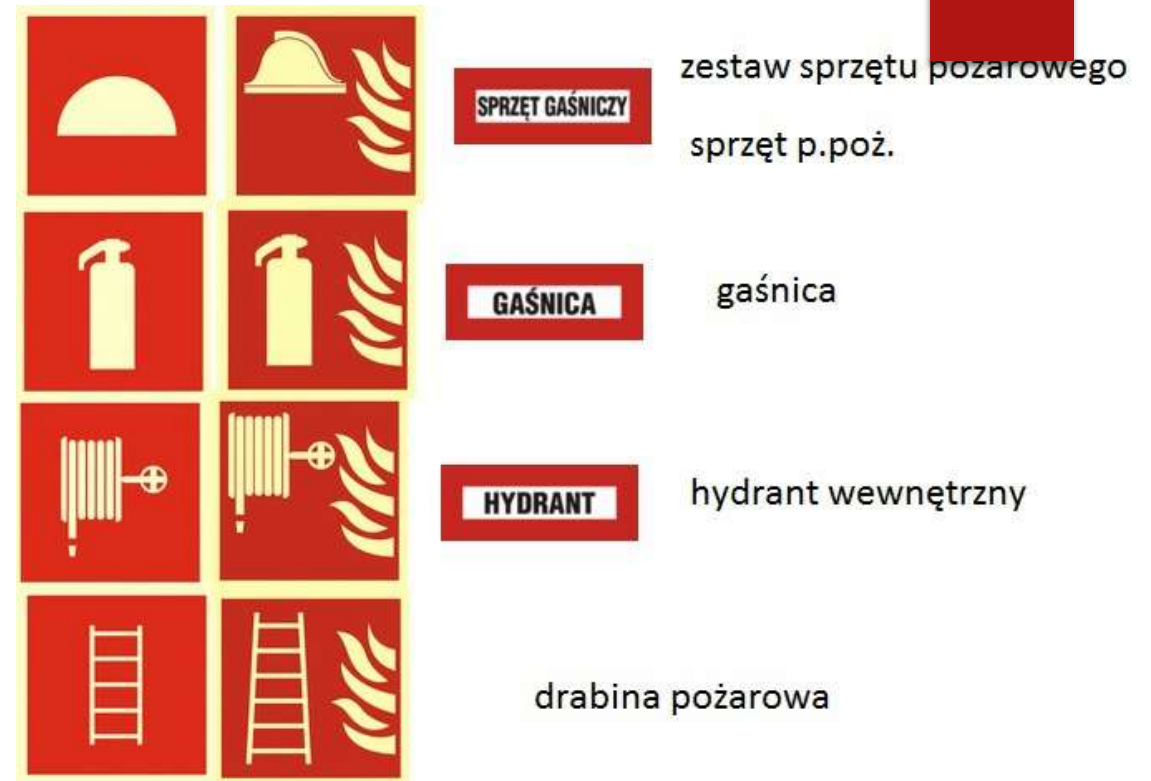 SPRZĘT GAŚNICZY
zestaw sprzętu pożarowego
sprzęt p.poż.
GAŚNICA
gaśnica
HYDRANT
hydrant wewnętrzny
drabina pożarowa